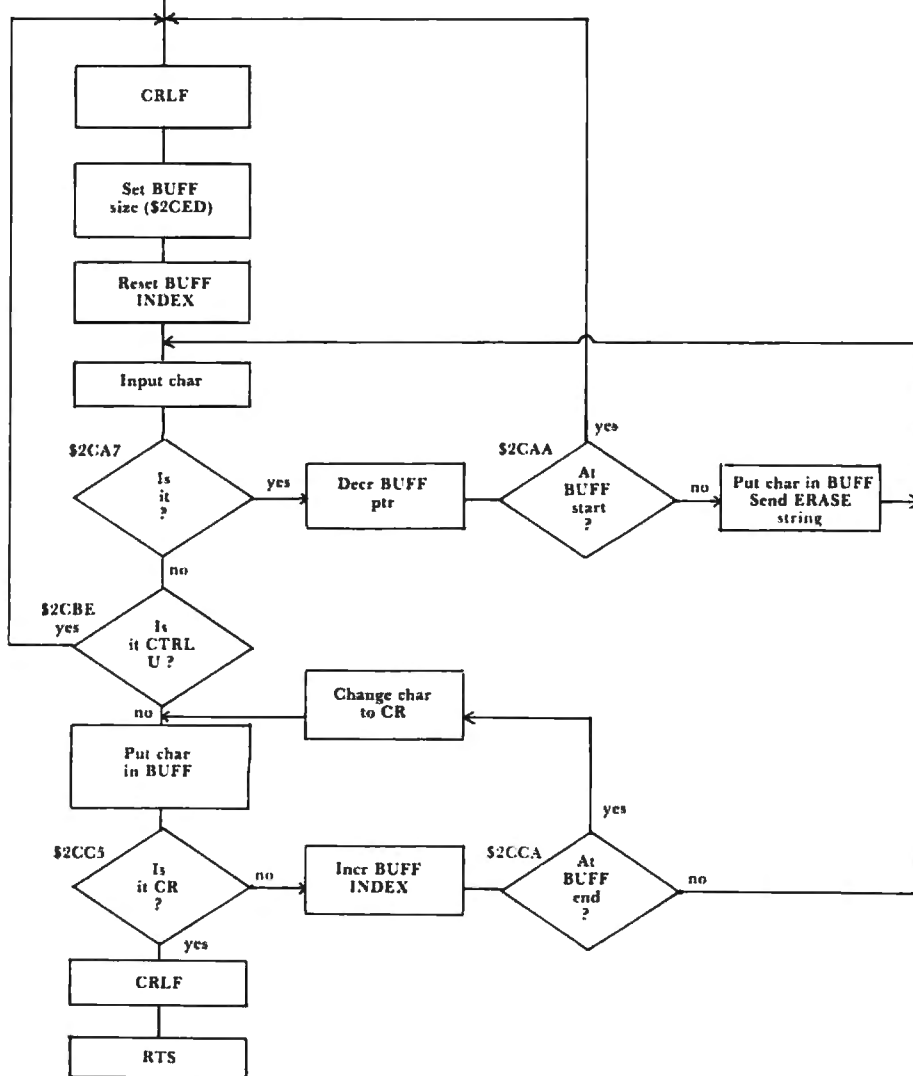 CRLF
Set BUFF
size ($2CED)
Reset BUFF
INDEX
Input char
$2CA7
Is
it
?
yes
Decr BUFF
ptr
$2CAA
At
BUFF
start
?
yes
no
Put char in BUFF
Send ERASE
string
no
$2CBE
yes
Is
it CTRL
U ?
no
Change char
to CR
Put char
in BUFF
$2CC5
Is
it CR
?
no
Incr BUFF
INDEX
$2CCA
At
BUFF
end
?
yes
no
yes
CRLF
RTS